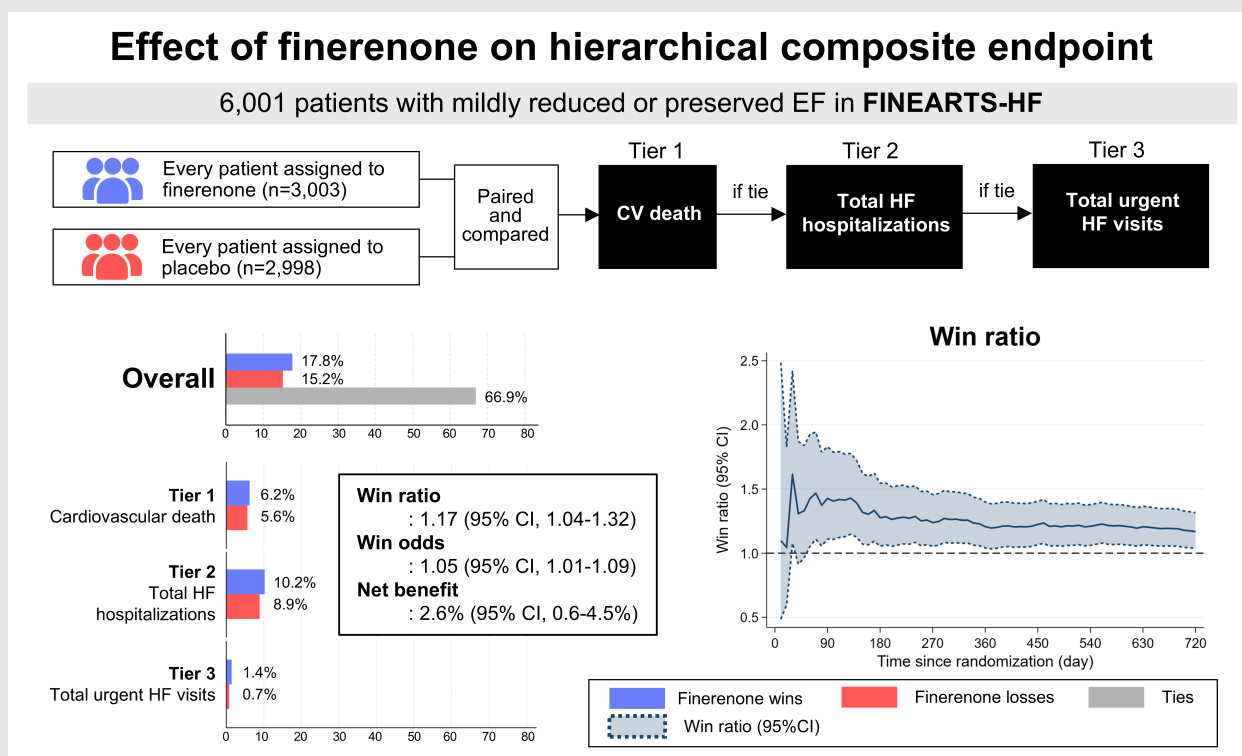 Effect of finerenone on hierarchical composite endpoint
6,001 patients with mildly reduced or preserved EF in FINEARTS-HF
Every patient assigned to
finerenone (n=3,003)
Every patient assigned to
placebo (n=2,998)
Paired
and
compared
Tier 1
CV death
if tie
Tier 2
Total HF
hospitalizations
if tie
Tier 3
Total urgent
HF visits
Overall
17.8%
15.2%
66.9%
0 10 20 30 40 50 60 70 80
Tier 1
Cardiovascular death
6.2%
5.6%
Tier 2
Total HF
hospitalizations
10.2%
8.9%
Tier 3
Total urgent HF visits
1.4%
0.7%
0 10 20 30 40 50 60 70 80
Win ratio
: 1.17 (95% CI, 1.04-1.32)
Win odds
: 1.05 (95% CI, 1.01-1.09)
Net benefit
: 2.6% (95% CI, 0.6-4.5%)
Win ratio
Win ratio (95% CI)
2.5
2.0
1.5
1.0
0.5
0 90 180 270 360 450 540 630 720
Time since randomization (day)
Finerenone wins
Finerenone losses
Ties
Win ratio (95%CI)